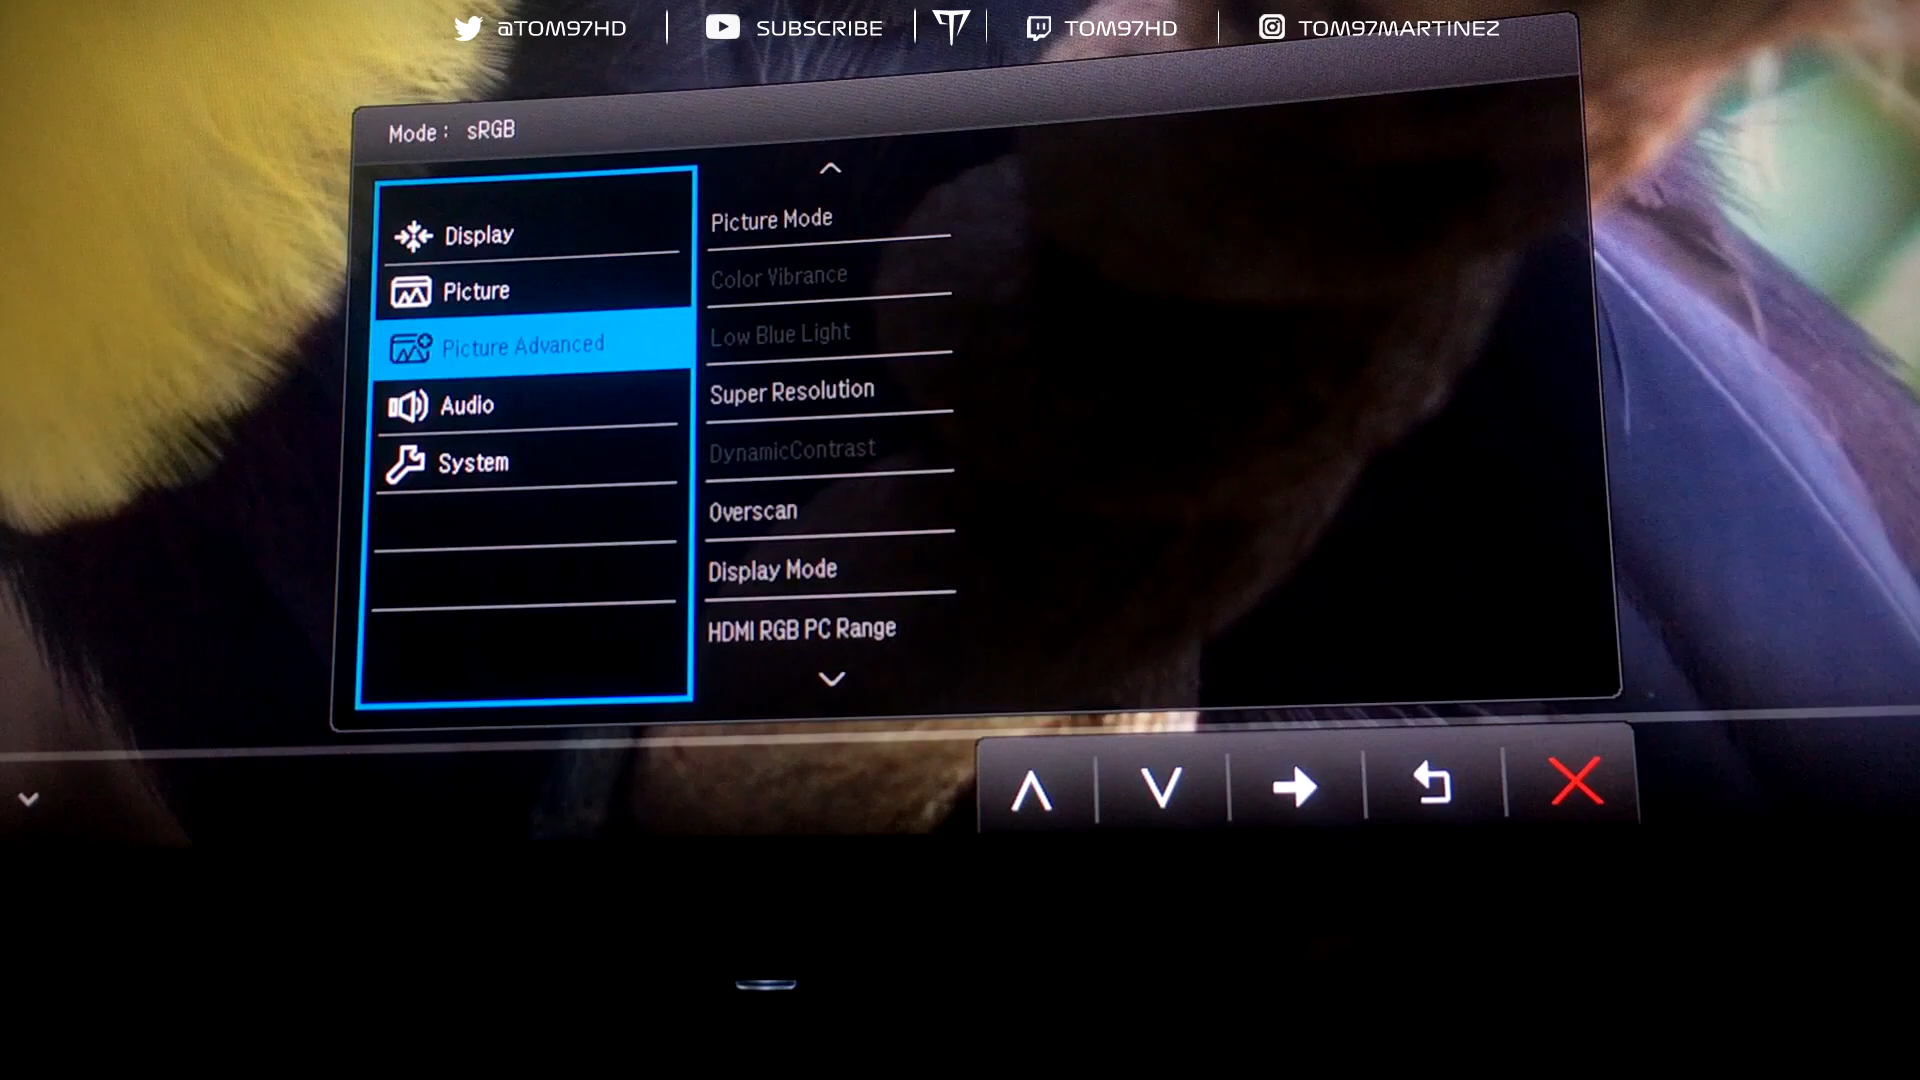 @TOM97HD
SUBSCRIBE
TOM97HD
TOM97MARTINEZ
Mode: sRGB
Display
Picture
Picture Advanced
Audio
System
Picture Mode
Color Vibrance
Low Blue Light
Super Resolution
DynamicContrast
Overscan
Display Mode
HDMI RGB PC Range